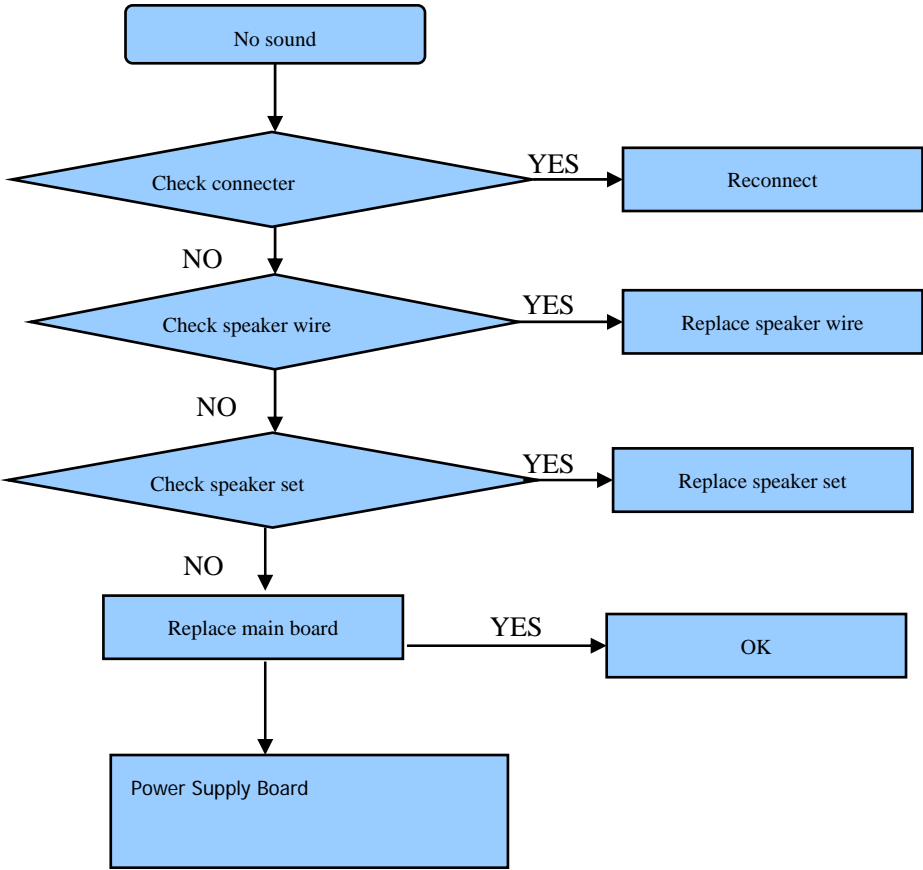 No sound
Check connecter
YES
Reconnect
NO
Check speaker wire
YES
Replace speaker wire
NO
Check speaker set
YES
Replace speaker set
NO
Replace main board
YES
OK
Power Supply Board